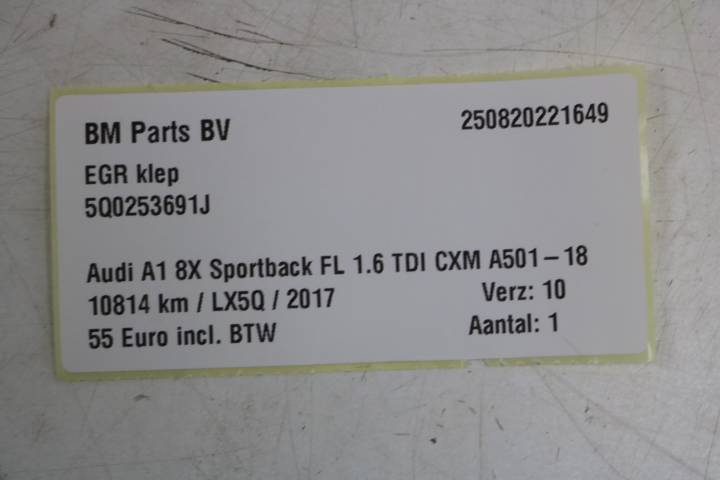 BM Parts BV 250820221649
EGR klep
5Q0253691J
Audi A1 8X Sportback FL 1.6 TDI CXM A501-18
10814 km / LX5Q / 2017 Verz: 10
55 Euro incl. BTW Aantal: 1